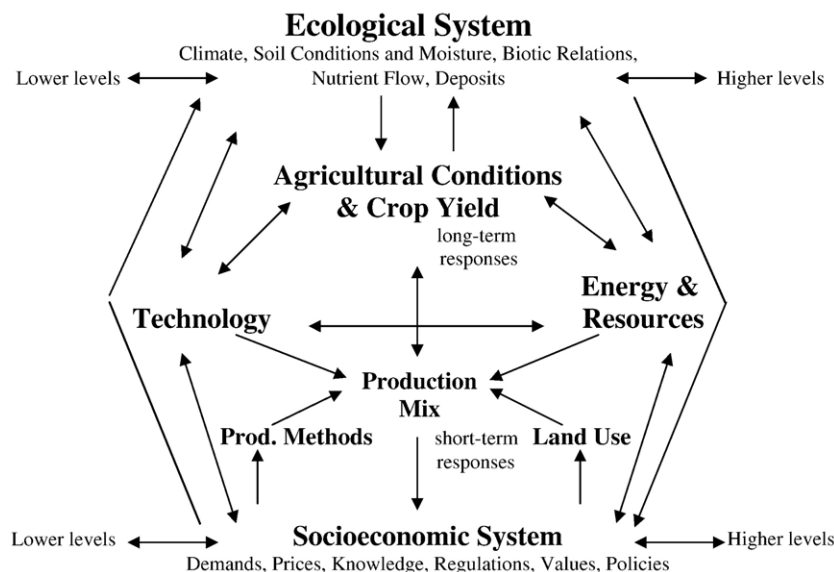 Ecological System
Climate, Soil Conditions and Moisture, Biotic Relations,
Lower levels
Nutrient Flow, Deposits
Higher levels
Agricultural Conditions
& Crop Yield
long-term
responses
Technology
Energy &
Resources
Production
Mix
Prod. Methods
short-term
responses
Land Use
Lower levels
Socioeconomic System
Higher levels
Demands, Prices, Knowledge, Regulations, Values, Policies